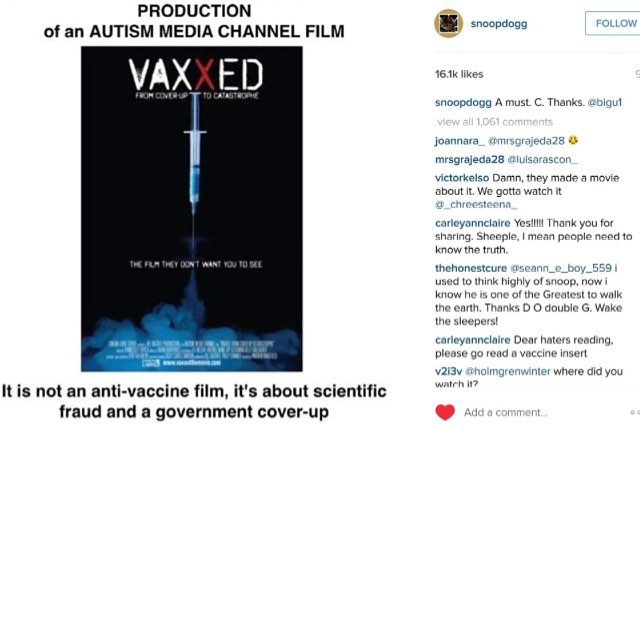 PRODUCTION
of an AUTISM MEDIA CHANNEL FILM
VAXXED
FROM COVER-UP TO CATASTROPHE
THE FILM THEY DON'T WANT YOU TO SEE
www.vaxxedthemovie.com
It is not an anti-vaccine film, it's about scientific
fraud and a government cover-up
snoopdogg
FOLLOW
16.1k likes
snoopdogg A must. C. Thanks. @bigu1
view all 1,061 comments
joannara_ @mrsgrajeda28
mrsgrajeda28 @luisarascon_
victorkelso Damn, they made a movie
about it. We gotta watch it
@_chreesteena_
carleyannclaire Yes!!!!! Thank you for
sharing. Sheeple, I mean people need to
know the truth.
thehonestcure @seann_e_boy_559 i
used to think highly of snoop, now i
know he is one of the Greatest to walk
the earth. Thanks D O double G. Wake
the sleepers!
carleyannclaire Dear haters reading,
please go read a vaccine insert
v2i3v @holmgrenwinter where did you
watch it?
Add a comment...